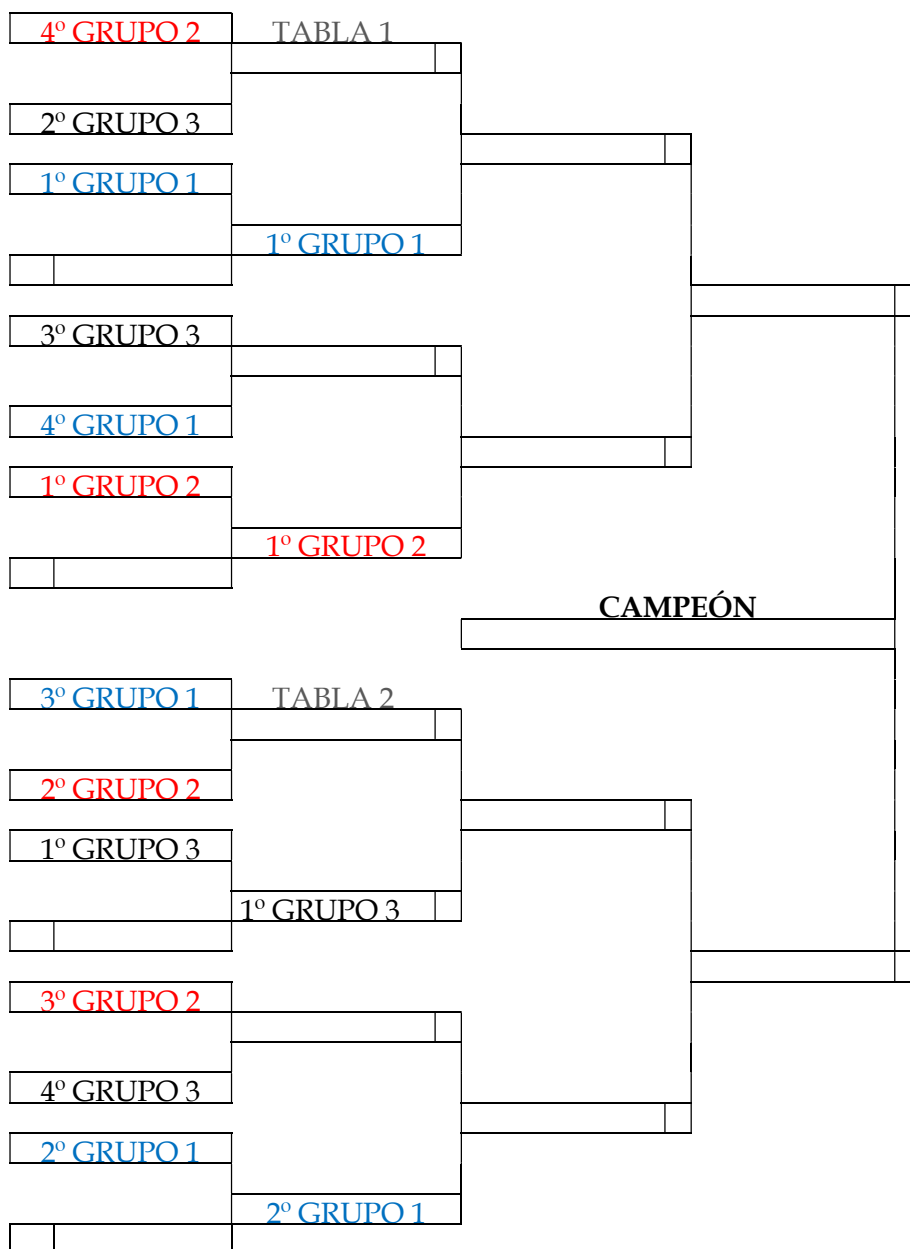 4º GRUPO 2
TABLA 1
2º GRUPO 3
1º GRUPO 1
1º GRUPO 1
3º GRUPO 3
4º GRUPO 1
1º GRUPO 2
1º GRUPO 2
CAMPEÓN
3º GRUPO 1
TABLA 2
2º GRUPO 2
1º GRUPO 3
1º GRUPO 3
3º GRUPO 2
4º GRUPO 3
2º GRUPO 1
2º GRUPO 1